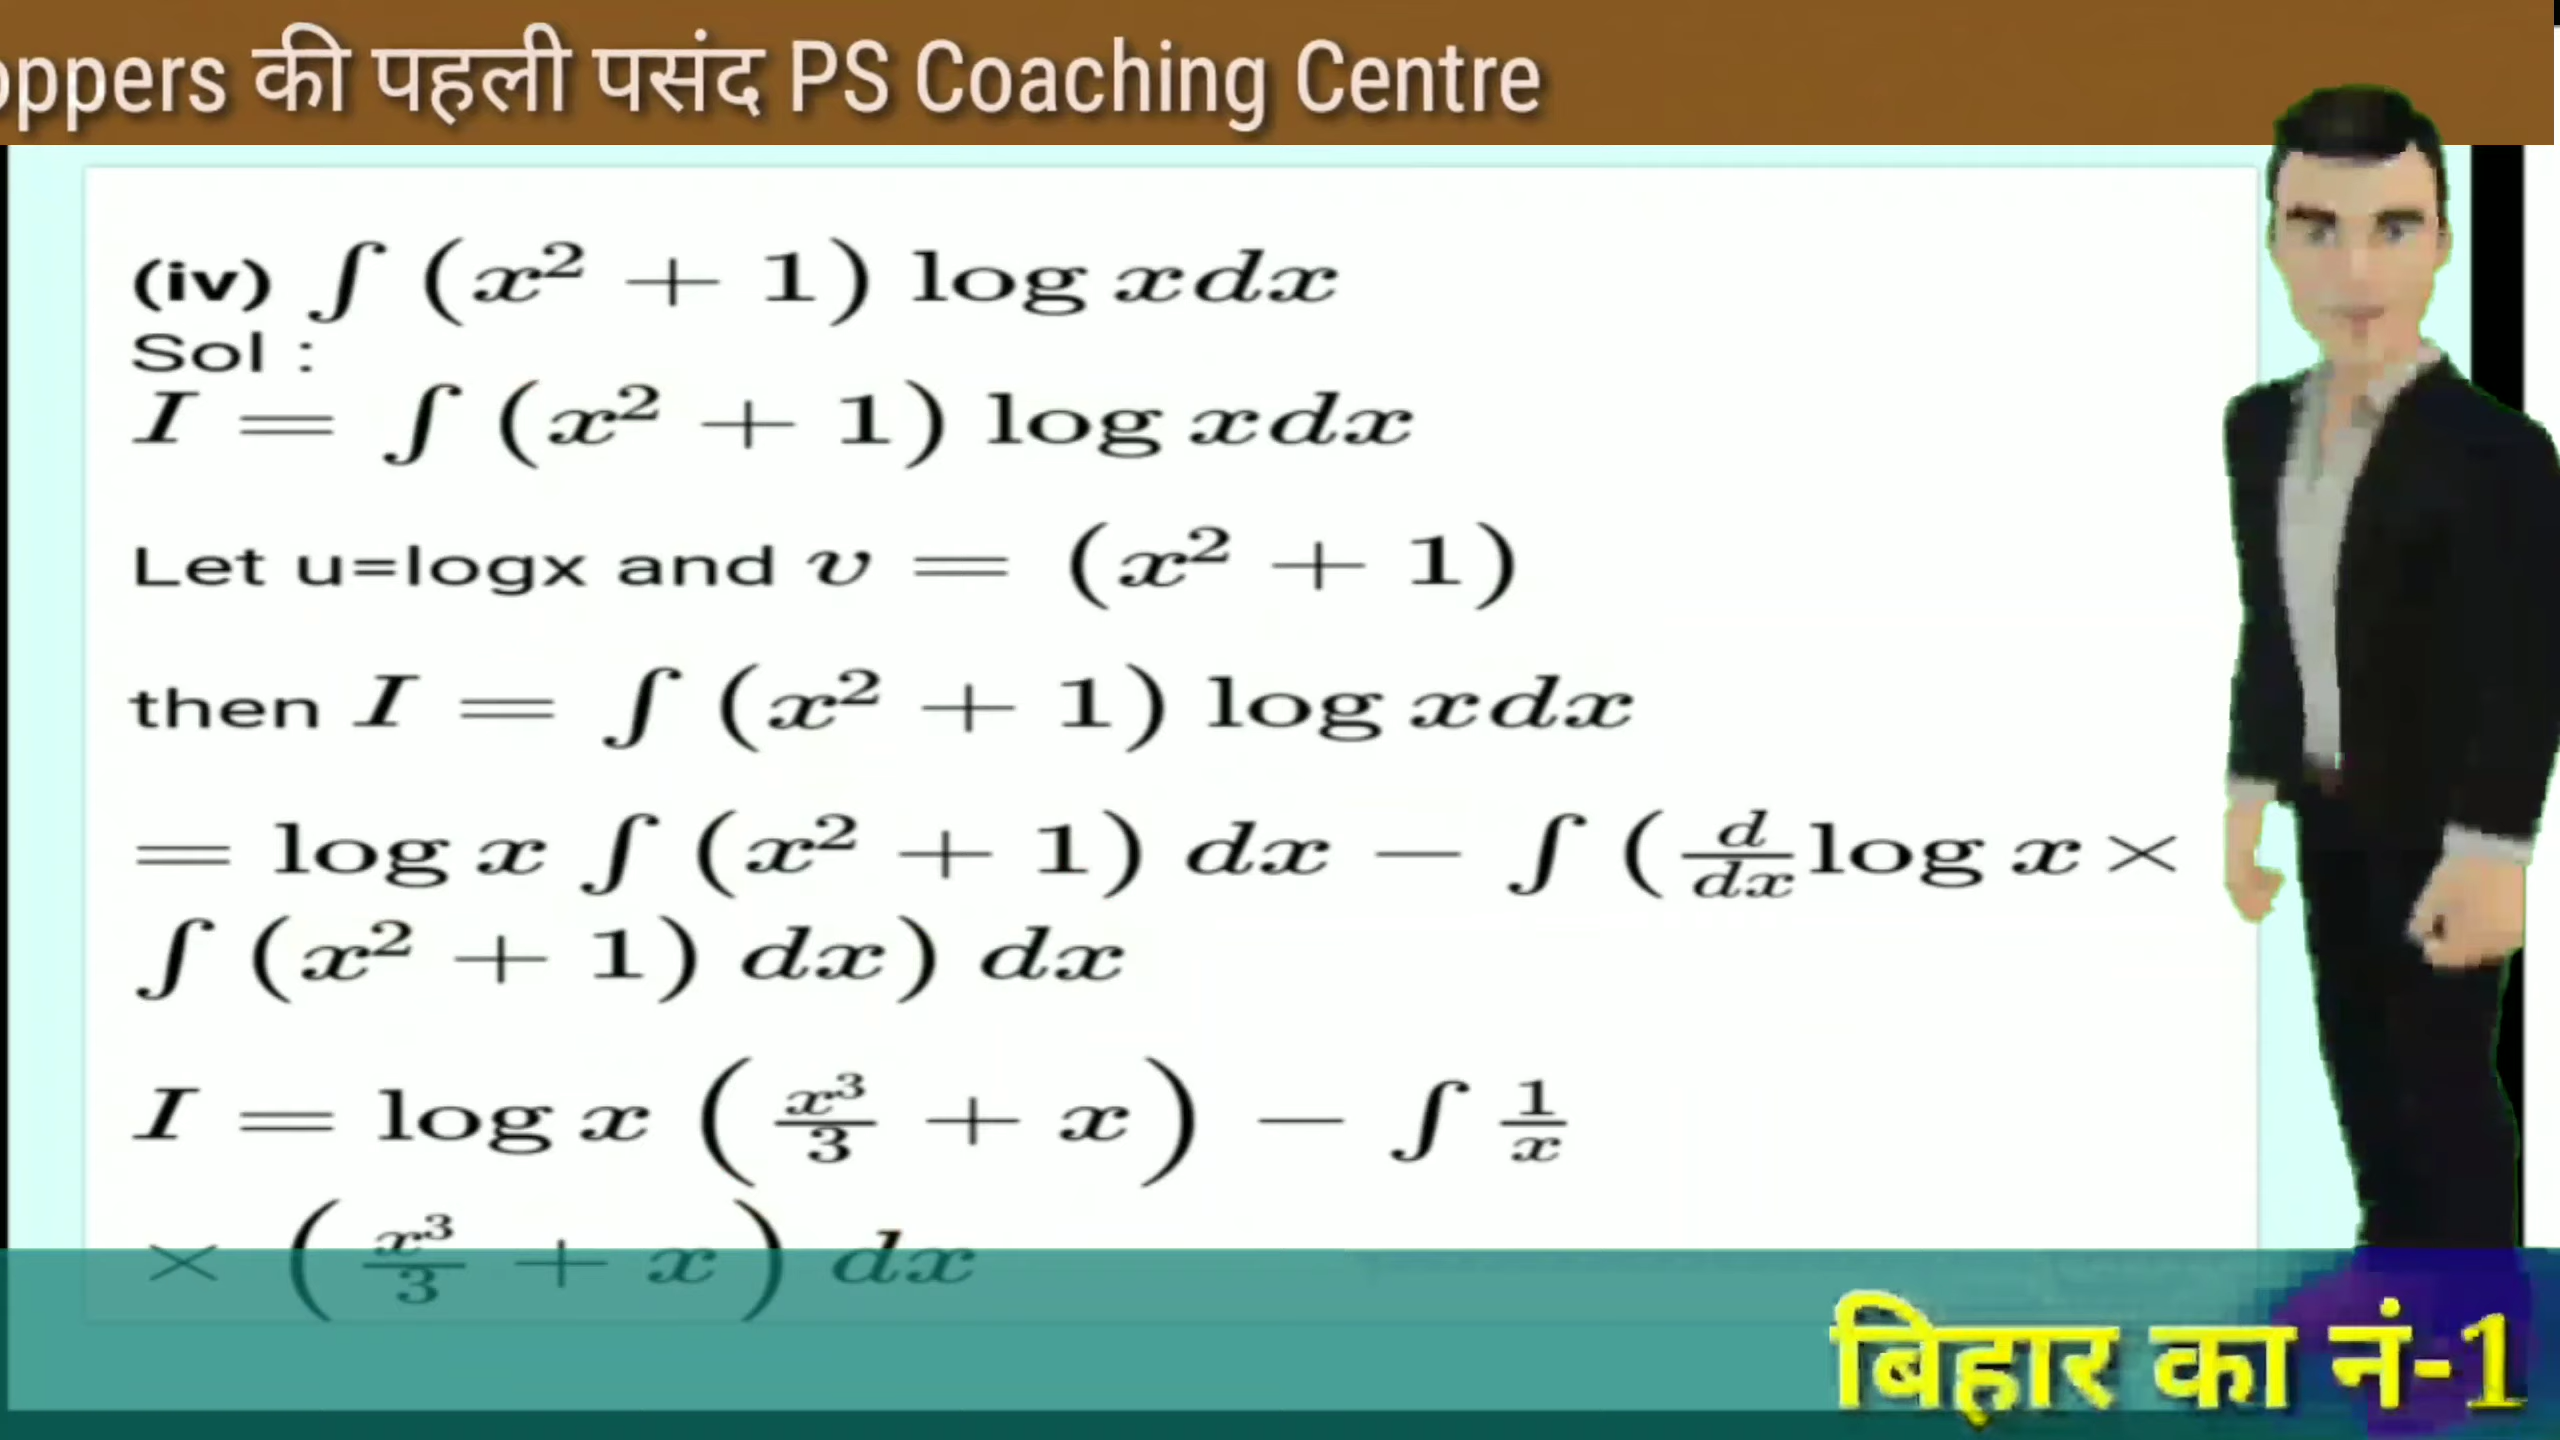 oppers की पहली पसंद PS Coaching Centre
(iv) ∫ (x² + 1) log x dx
Sol :
I = ∫ (x² + 1) log x dx
Let u=logx and v = (x² + 1)
then I = ∫ (x² + 1) log x dx
= log x ∫ (x² + 1) dx − ∫ (d/dx log x ×
∫ (x² + 1) dx) dx
I = log x (x³/3 + x) − ∫ 1/x
× (x³/3 + x) dx
बिहार का नं-1